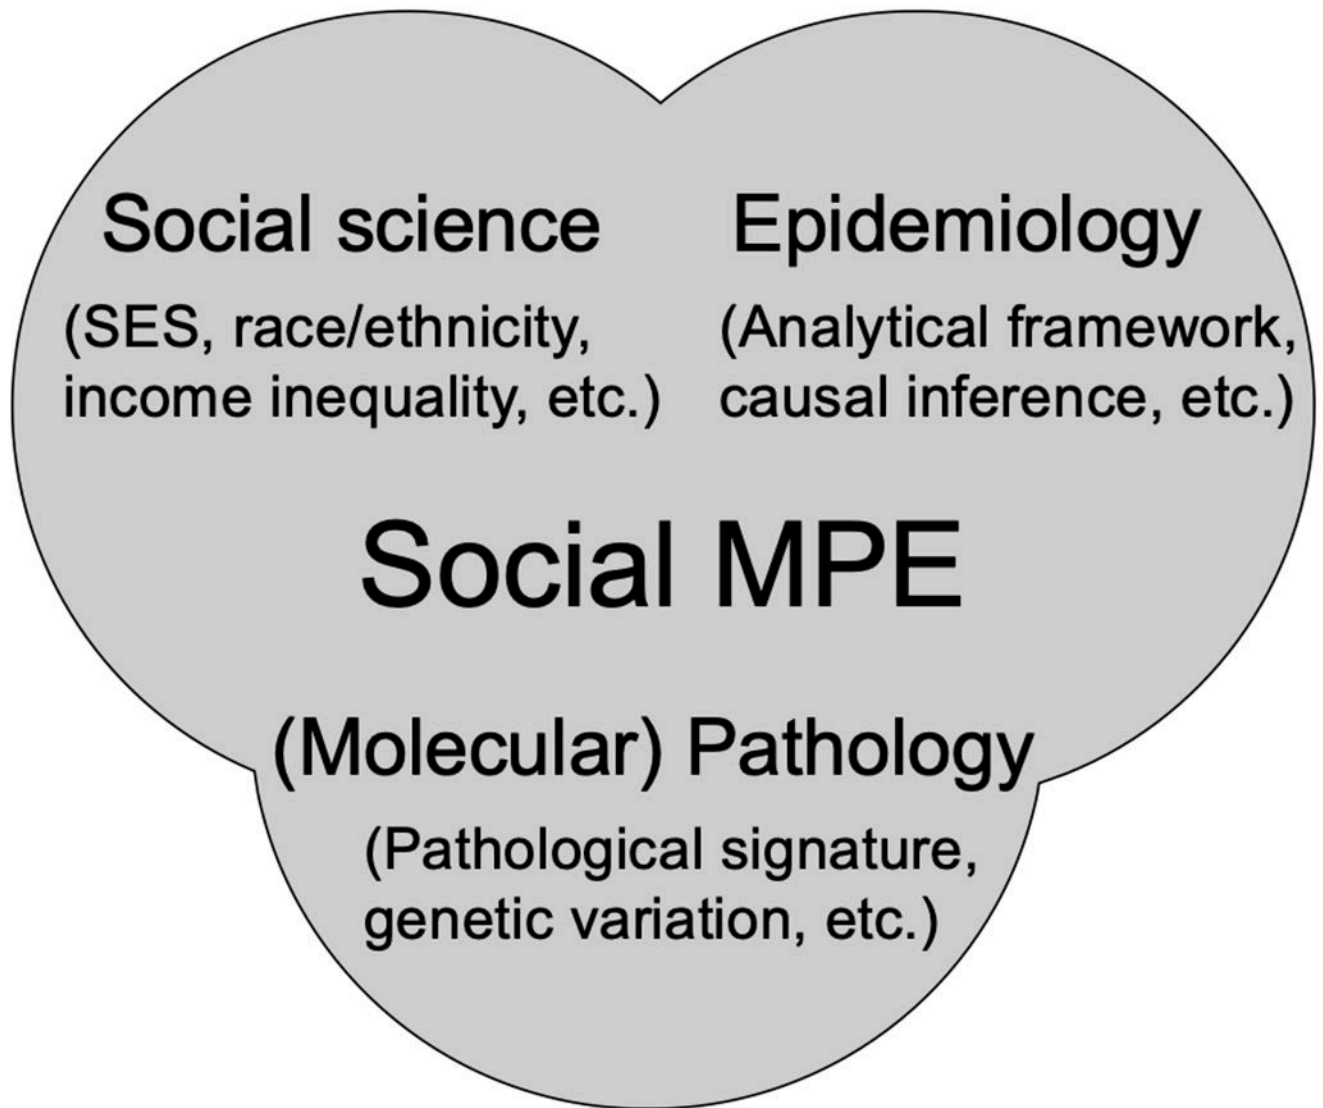 Social science
(SES, race/ethnicity,
income inequality, etc.)
Epidemiology
(Analytical framework,
causal inference, etc.)
Social MPE
(Molecular) Pathology
(Pathological signature,
genetic variation, etc.)